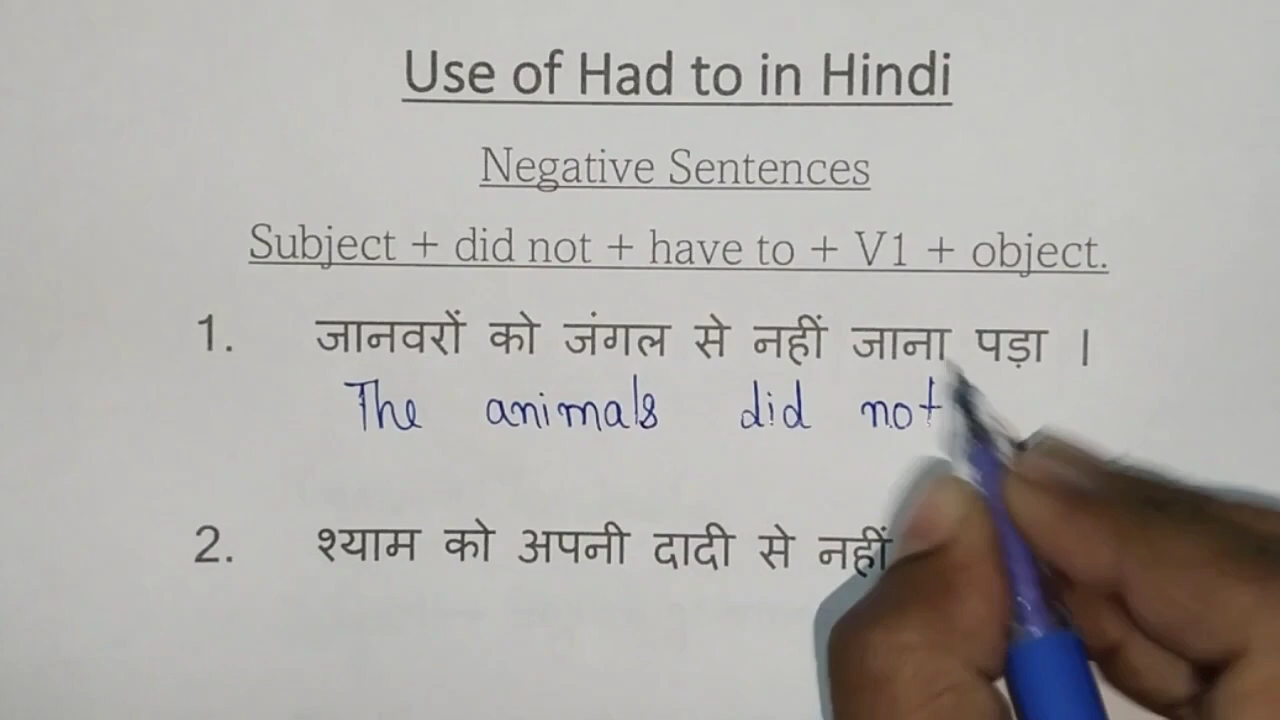 Use of Had to in Hindi
Negative Sentences
Subject + did not + have to + V1 + object.
1. जानवरों को जंगल से नहीं जाना पड़ा ।
The animals did not
2. श्याम को अपनी दादी से नहीं